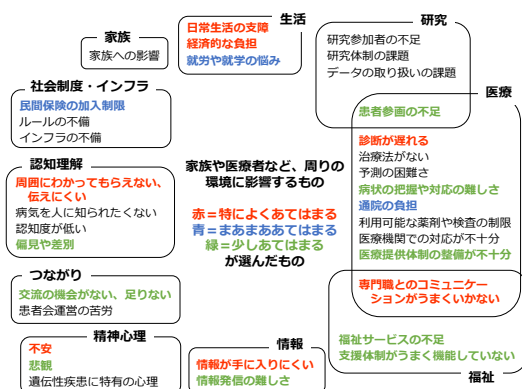 家族
家族への影響
生活
日常生活の支障
経済的な負担
就労や就学の悩み
研究
研究参加者の不足
研究体制の課題
データの取り扱いの課題
患者参画の不足
医療
診断が遅れる
治療法がない
予測の困難さ
病状の把握や対応の難しさ
通院の負担
利用可能な薬剤や検査の制限
医療機関での対応が不十分
医療提供体制の整備が不十分
専門職とのコミュニケー
ションがうまくいかない
福祉サービスの不足
支援体制がうまく機能していない
福祉
社会制度・インフラ
民間保険の加入制限
ルールの不備
インフラの不備
認知理解
周囲にわかってもらえない、
伝えにくい
病気を人に知られたくない
認知度が低い
偏見や差別
家族や医療者など、周りの
環境に影響するもの
赤=特によくあてはまる
青=まあまああてはまる
緑=少しあてはまる
が選んだもの
つながり
交流の機会がない、足りない
患者会運営の苦労
精神心理
不安
悲観
遺伝性疾患に特有の心理
情報
情報が手に入りにくい
情報発信の難しさ